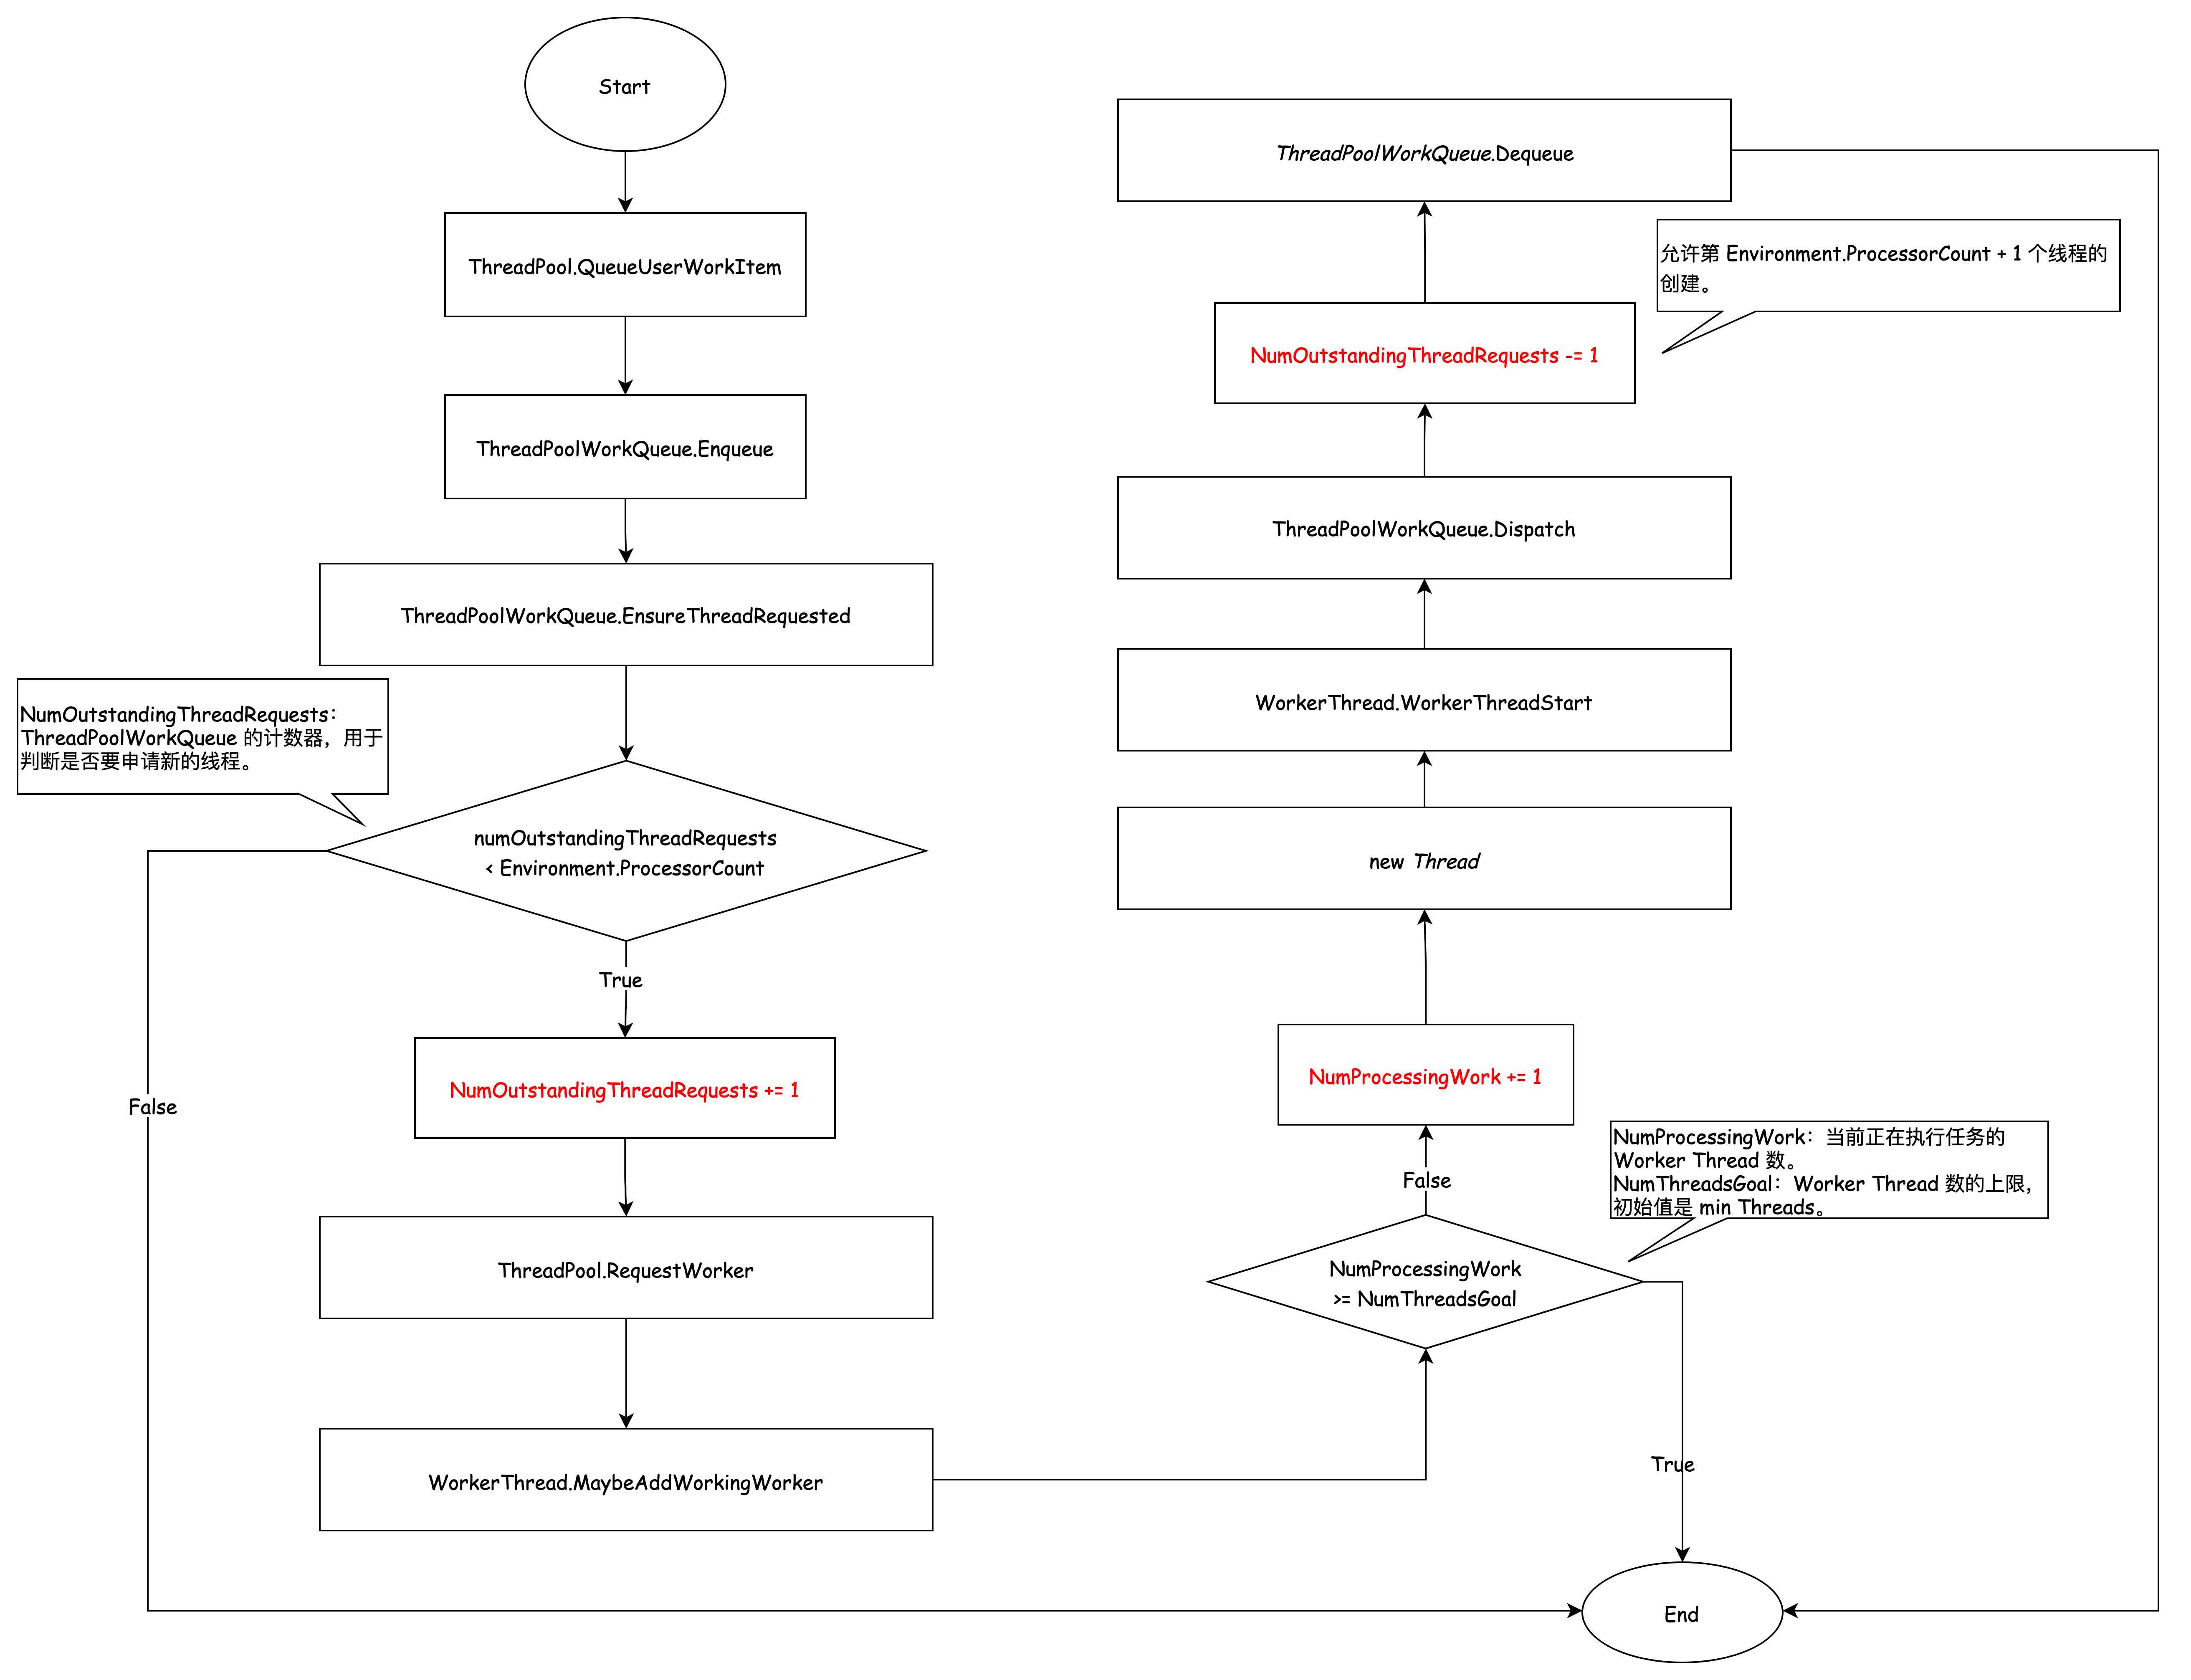 Start
ThreadPool.QueueUserWorkItem
ThreadPoolWorkQueue.Enqueue
ThreadPoolWorkQueue.EnsureThreadRequested
NumOutstandingThreadRequests：
ThreadPoolWorkQueue 的计数器，用于
判断是否要申请新的线程。
numOutstandingThreadRequests
< Environment.ProcessorCount
True
False
NumOutstandingThreadRequests += 1
ThreadPool.RequestWorker
WorkerThread.MaybeAddWorkingWorker
NumProcessingWork
>= NumThreadsGoal
NumProcessingWork：当前正在执行任务的
Worker Thread 数。
NumThreadsGoal：Worker Thread 数的上限，
初始值是 min Threads。
False
True
NumProcessingWork += 1
new Thread
WorkerThread.WorkerThreadStart
ThreadPoolWorkQueue.Dispatch
NumOutstandingThreadRequests -= 1
允许第 Environment.ProcessorCount + 1 个线程的
创建。
ThreadPoolWorkQueue.Dequeue
End